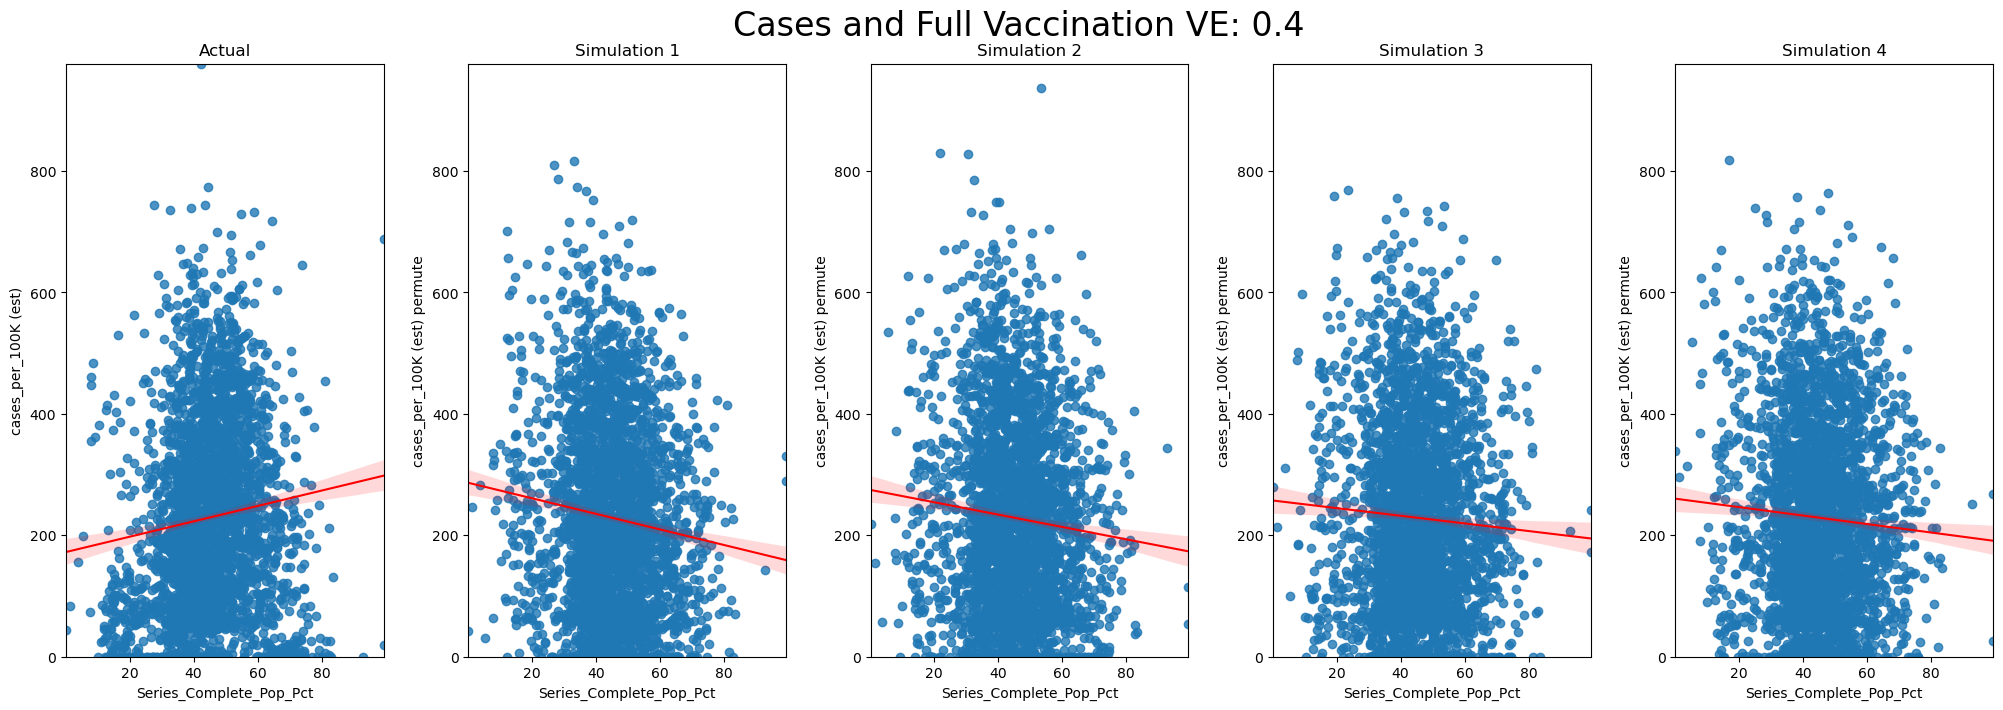 Cases and Full Vaccination VE: 0.4
Actual
Simulation 1
Simulation 2
Simulation 3
Simulation 4
cases_per_100K (est)
800
600
400
200
0
20 40 60 80
Series_Complete_Pop_Pct
cases_per_100K (est) permute
800
600
400
200
0
20 40 60 80
Series_Complete_Pop_Pct
cases_per_100K (est) permute
800
600
400
200
0
20 40 60 80
Series_Complete_Pop_Pct
cases_per_100K (est) permute
800
600
400
200
0
20 40 60 80
Series_Complete_Pop_Pct
cases_per_100K (est) permute
800
600
400
200
0
20 40 60 80
Series_Complete_Pop_Pct